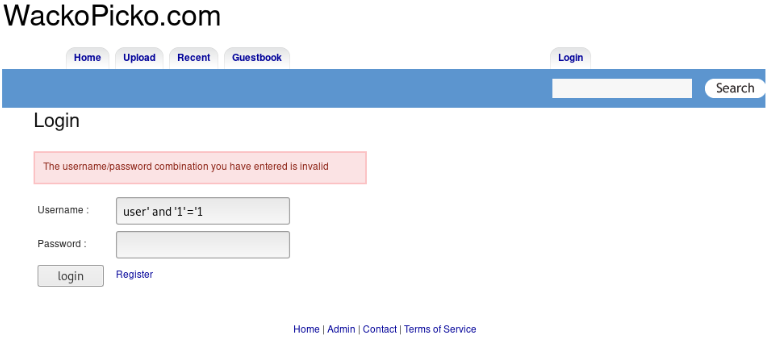 WackoPicko.com
Home Upload Recent Guestbook Login
Search
Login
The username/password combination you have entered is invalid
Username : user' and '1'='1
Password :
login Register
Home | Admin | Contact | Terms of Service